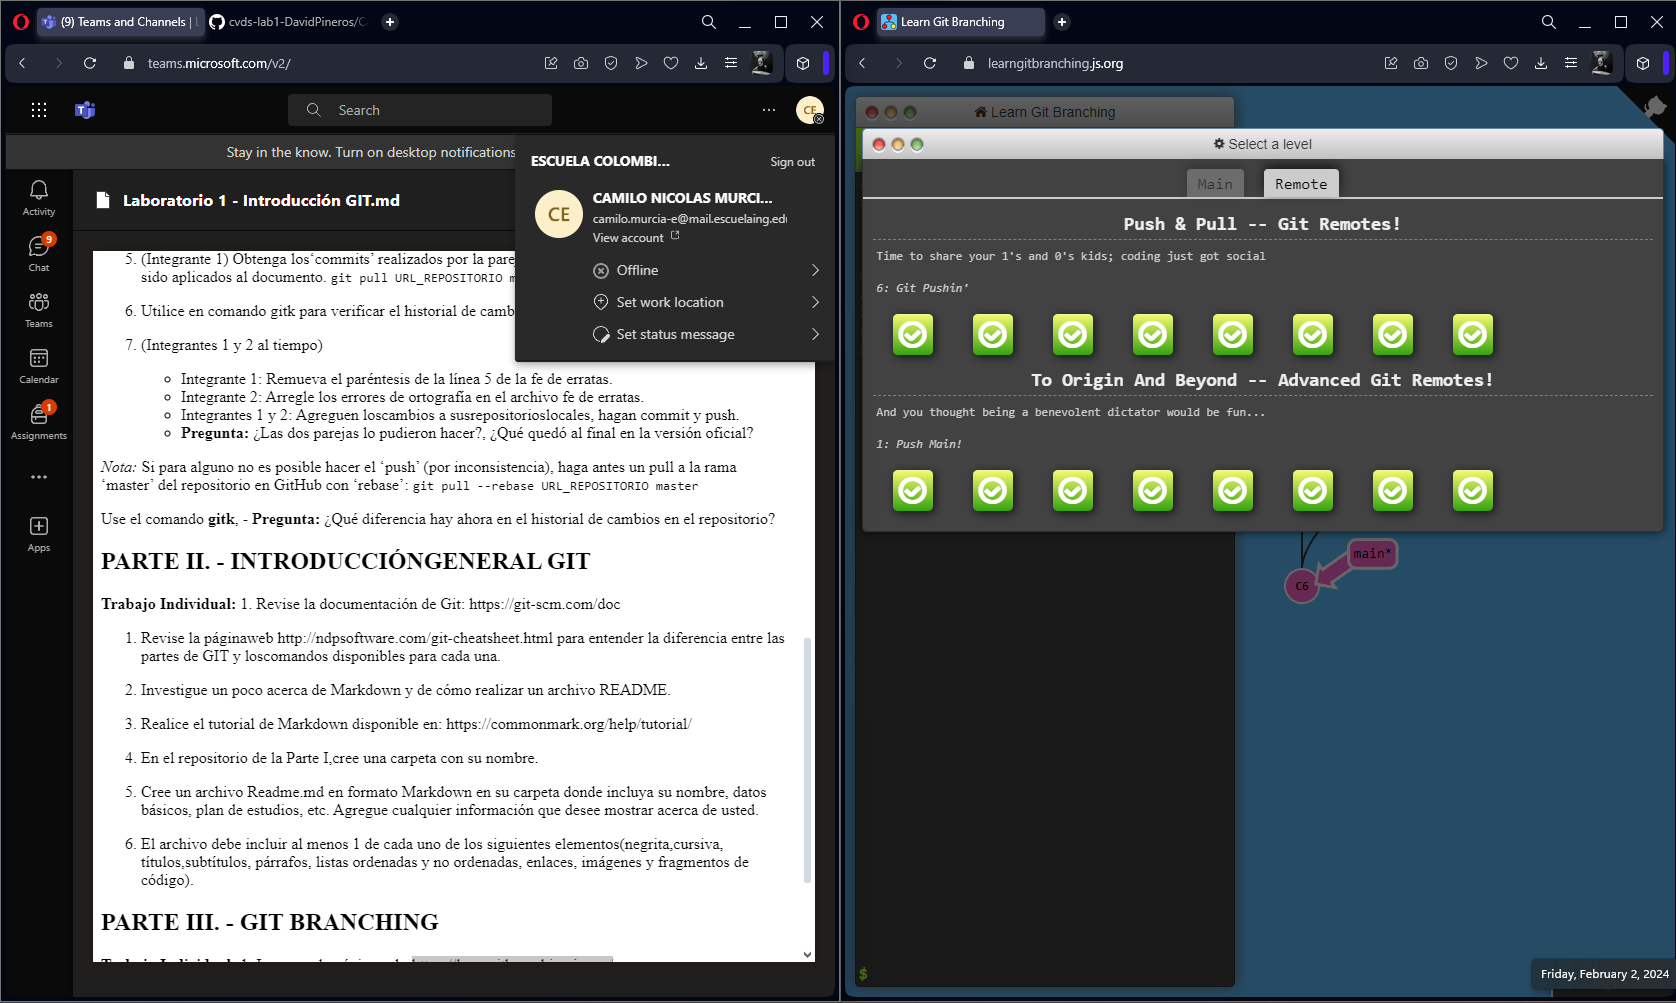 (9) Teams and Channels |
cvds-lab1-DavidPineros/C
teams.microsoft.com/v2/
Search
CE
Stay in the know. Turn on desktop notifications
ESCUELA COLOMBI...
Sign out
CE
CAMILO NICOLAS MURCI...
camilo.murcia-e@mail.escuelaing.edu
View account
Offline
Set work location
Set status message
Activity
9
Chat
Teams
Calendar
1
Assignments
Apps
Laboratorio 1 - Introducción GIT.md
5. (Integrante 1) Obtenga los‘commits’ realizados por la pare
sido aplicados al documento. git pull URL_REPOSITORIO m
6. Utilice en comando gitk para verificar el historial de camb
7. (Integrantes 1 y 2 al tiempo)
Integrante 1: Remueva el paréntesis de la línea 5 de la fe de erratas.
Integrante 2: Arregle los errores de ortografía en el archivo fe de erratas.
Integrantes 1 y 2: Agreguen loscambios a susrepositorioslocales, hagan commit y push.
Pregunta: ¿Las dos parejas lo pudieron hacer?, ¿Qué quedó al final en la versión oficial?
Nota: Si para alguno no es posible hacer el ‘push’ (por inconsistencia), haga antes un pull a la rama
‘master’ del repositorio en GitHub con ‘rebase’: git pull --rebase URL_REPOSITORIO master
Use el comando gitk, - Pregunta: ¿Qué diferencia hay ahora en el historial de cambios en el repositorio?
PARTE II. - INTRODUCCIÓNGENERAL GIT
Trabajo Individual: 1. Revise la documentación de Git: https://git-scm.com/doc
1. Revise la páginaweb http://ndpsoftware.com/git-cheatsheet.html para entender la diferencia entre las
partes de GIT y loscomandos disponibles para cada una.
2. Investigue un poco acerca de Markdown y de cómo realizar un archivo README.
3. Realice el tutorial de Markdown disponible en: https://commonmark.org/help/tutorial/
4. En el repositorio de la Parte I,cree una carpeta con su nombre.
5. Cree un archivo Readme.md en formato Markdown en su carpeta donde incluya su nombre, datos
básicos, plan de estudios, etc. Agregue cualquier información que desee mostrar acerca de usted.
6. El archivo debe incluir al menos 1 de cada uno de los siguientes elementos(negrita,cursiva,
títulos,subtítulos, párrafos, listas ordenadas y no ordenadas, enlaces, imágenes y fragmentos de
código).
PARTE III. - GIT BRANCHING
Learn Git Branching
learngitbranching.js.org
Learn Git Branching
Select a level
Main
Remote
Push & Pull -- Git Remotes!
Time to share your 1's and 0's kids; coding just got social
6: Git Pushin'
To Origin And Beyond -- Advanced Git Remotes!
And you thought being a benevolent dictator would be fun...
1: Push Main!
main*
C6
$
Friday, February 2, 2024